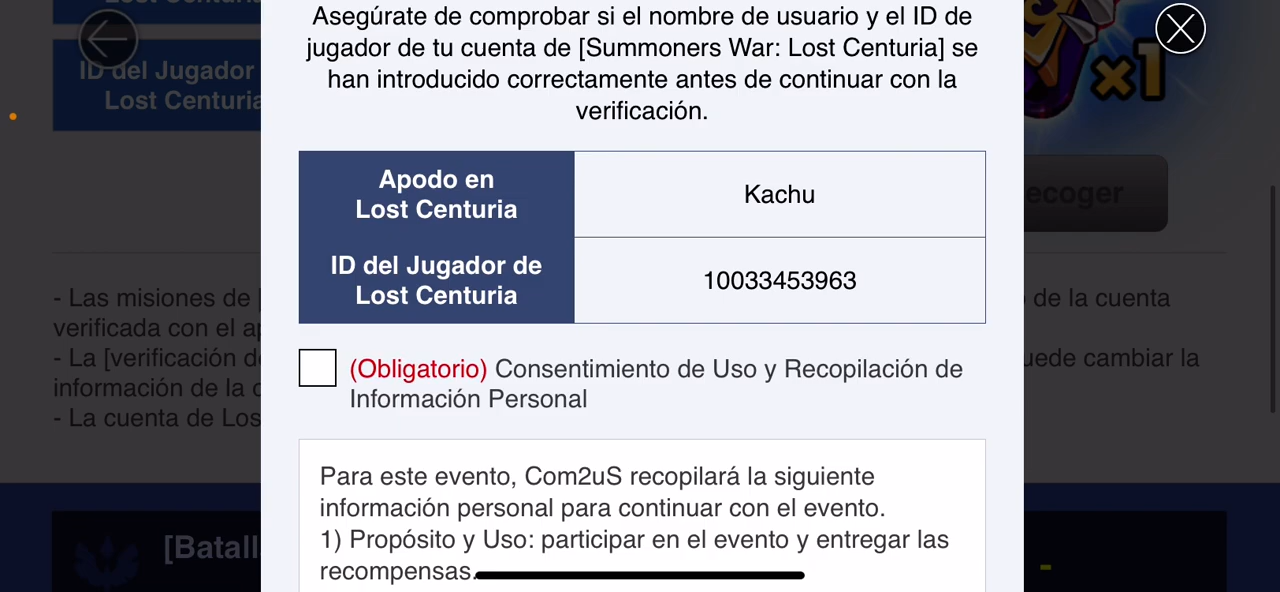 Asegúrate de comprobar si el nombre de usuario y el ID de
jugador de tu cuenta de [Summoners War: Lost Centuria] se
han introducido correctamente antes de continuar con la
verificación.
ID del Jugador
Lost Centuria
×1
Apodo en
Lost Centuria
Kachu
ecoger
ID del Jugador de
Lost Centuria
10033453963
- Las misiones de [
de la cuenta
verificada con el
- La [verificación
cambiar la
información de la
- La cuenta de Los
(Obligatorio) Consentimiento de Uso y Recopilación de
Información Personal
Para este evento, Com2uS recopilará la siguiente
información personal para continuar con el evento.
1) Propósito y Uso: participar en el evento y entregar las
recompensas.
[Batall